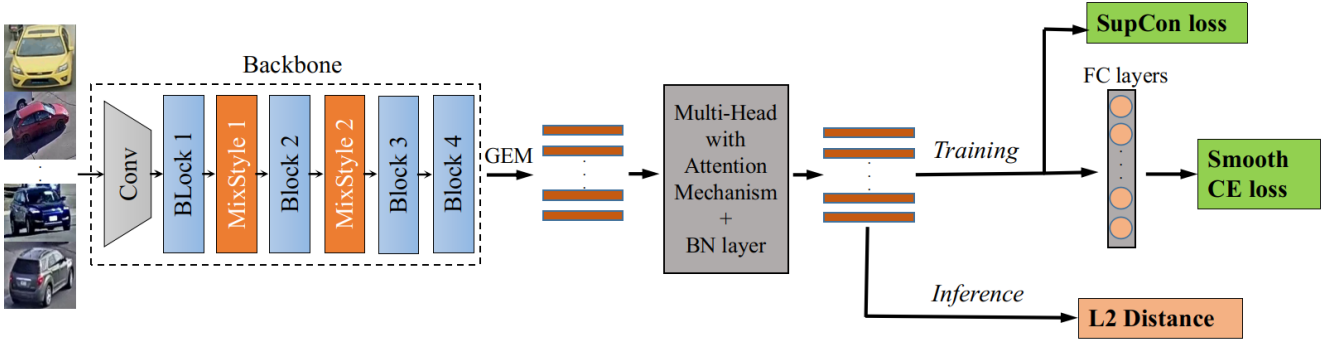 Backbone
Conv
BLock 1
MixStyle 1
Block 2
MixStyle 2
Block 3
Block 4
GEM
Multi-Head
with
Attention
Mechanism
+
BN layer
Training
Inference
SupCon loss
FC layers
Smooth
CE loss
L2 Distance